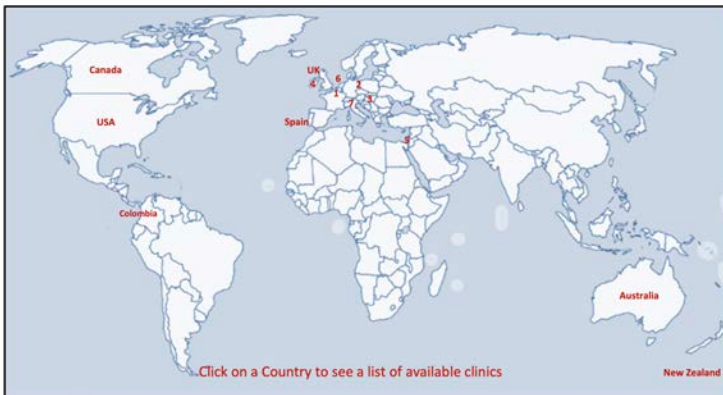 Canada
UK
6
4
2
1
3
7
USA
Spain
5
Colombia
Australia
Click on a Country to see a list of available clinics
New Zealand